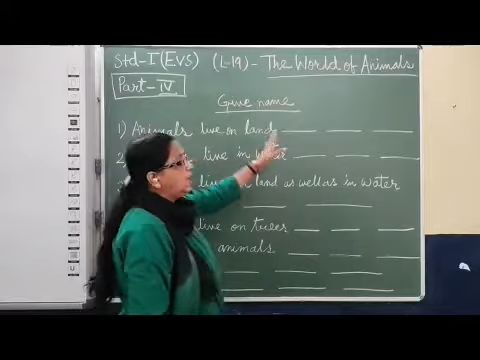 Std-I (EVS) (L-19) - The World of Animals
Part-IV
Give name
1) Animals live on land
2) live in water
live land as well as in water
live on trees
animals